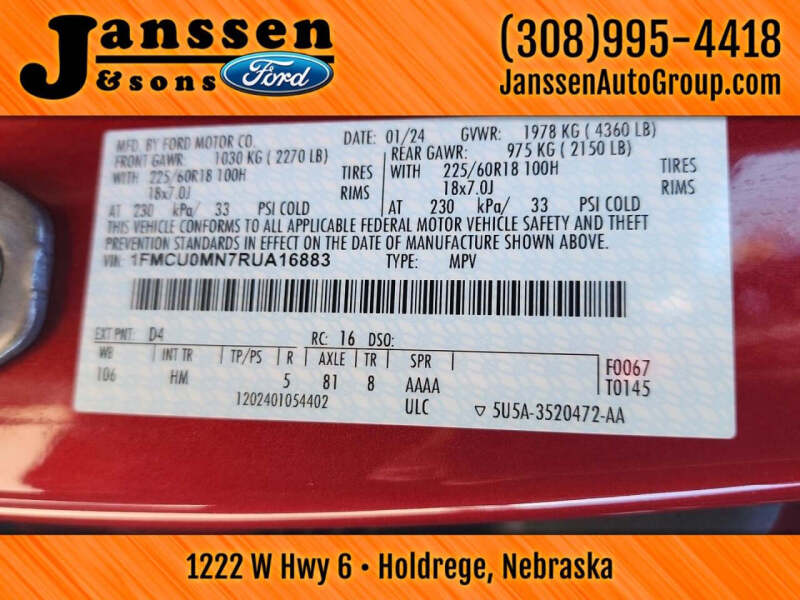 Janssen
& sons
Ford
(308)995-4418
JanssenAutoGroup.com
MFD. BY FORD MOTOR CO.
DATE: 01/24 GVWR: 1978 KG ( 4360 LB)
FRONT GAWR: 1030 KG ( 2270 LB)
REAR GAWR: 975 KG ( 2150 LB)
WITH 225/60R18 100H TIRES
WITH 225/60R18 100H TIRES
18x7.0J RIMS
18x7.0J RIMS
AT 230 kPa/ 33 PSI COLD
AT 230 kPa/ 33 PSI COLD
THIS VEHICLE CONFORMS TO ALL APPLICABLE FEDERAL MOTOR VEHICLE SAFETY AND THEFT
PREVENTION STANDARDS IN EFFECT ON THE DATE OF MANUFACTURE SHOWN ABOVE.
VIN: 1FMCU0MN7RUA16883 TYPE: MPV
EXT PNT: D4 RC: 16 DSO:
WB INT TR TP/PS R AXLE TR SPR
106 HM 5 81 8 AAAA
F0067
T0145
1202401054402 ULC ▽ 5U5A-3520472-AA
1222 W Hwy 6 • Holdrege, Nebraska